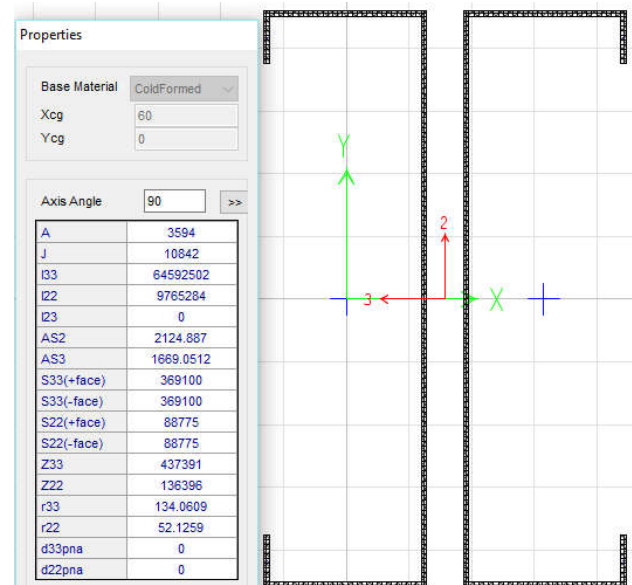 Properties
Base Material ColdFormed
Xcg 60
Ycg 0
Axis Angle 90 >>
A 3594
J 10842
I33 64592502
I22 9765284
I23 0
AS2 2124.887
AS3 1669.0512
S33(+face) 369100
S33(-face) 369100
S22(+face) 88775
S22(-face) 88775
Z33 437391
Z22 136396
r33 134.0609
r22 52.1259
d33pna 0
d22pna 0
Y
2
3
X